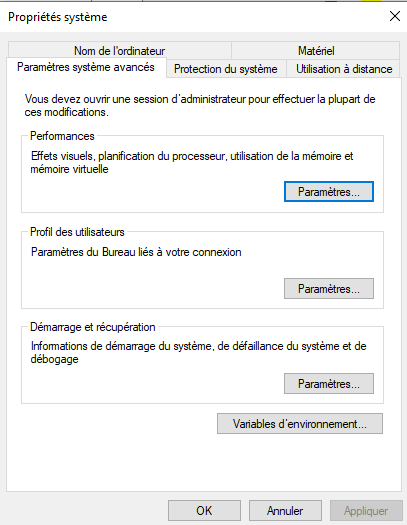 Propriétés système
Nom de l'ordinateur
Matériel
Paramètres système avancés
Protection du système
Utilisation à distance
Vous devez ouvrir une session d'administrateur pour effectuer la plupart de
ces modifications.
Performances
Effets visuels, planification du processeur, utilisation de la mémoire et
mémoire virtuelle
Paramètres...
Profil des utilisateurs
Paramètres du Bureau liés à votre connexion
Paramètres...
Démarrage et récupération
Informations de démarrage du système, de défaillance du système et de
débogage
Paramètres...
Variables d'environnement...
OK
Annuler
Appliquer